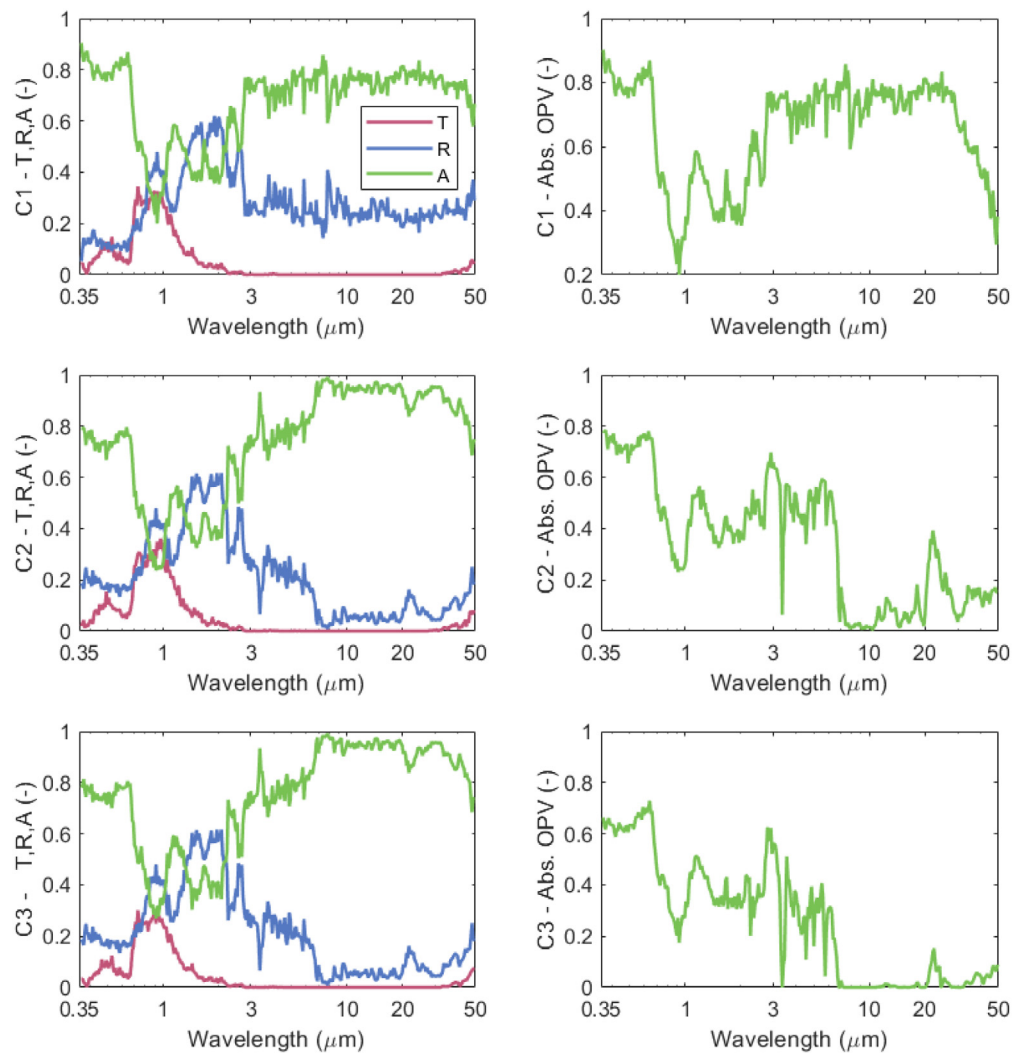 C1 - T,R,A (-)
1
0.8
0.6
0.4
0.2
0
T
R
A
0.35 1 3 10 20 50
Wavelength (μm)
C1 - Abs. OPV (-)
1
0.8
0.6
0.4
0.2
0.35 1 3 10 20 50
Wavelength (μm)
C2 - T,R,A (-)
1
0.8
0.6
0.4
0.2
0
0.35 1 3 10 20 50
Wavelength (μm)
C2 - Abs. OPV (-)
1
0.8
0.6
0.4
0.2
0
0.35 1 3 10 20 50
Wavelength (μm)
C3 - T,R,A (-)
1
0.8
0.6
0.4
0.2
0
0.35 1 3 10 20 50
Wavelength (μm)
C3 - Abs. OPV (-)
1
0.8
0.6
0.4
0.2
0
0.35 1 3 10 20 50
Wavelength (μm)